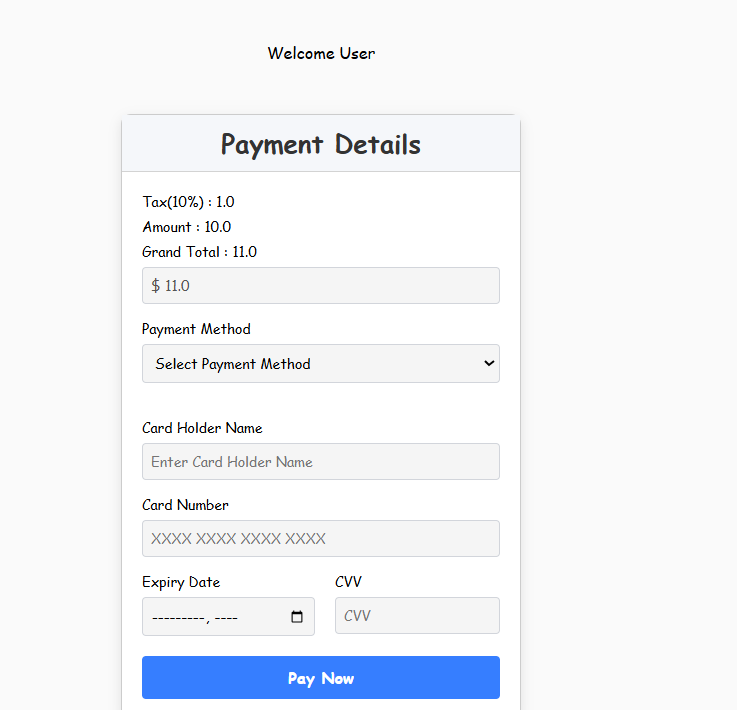 Welcome User
Payment Details
Tax(10%) : 1.0
Amount : 10.0
Grand Total : 11.0
$ 11.0
Payment Method
Select Payment Method
Card Holder Name
Enter Card Holder Name
Card Number
XXXX XXXX XXXX XXXX
Expiry Date CVV
---------, ---- CVV
Pay Now